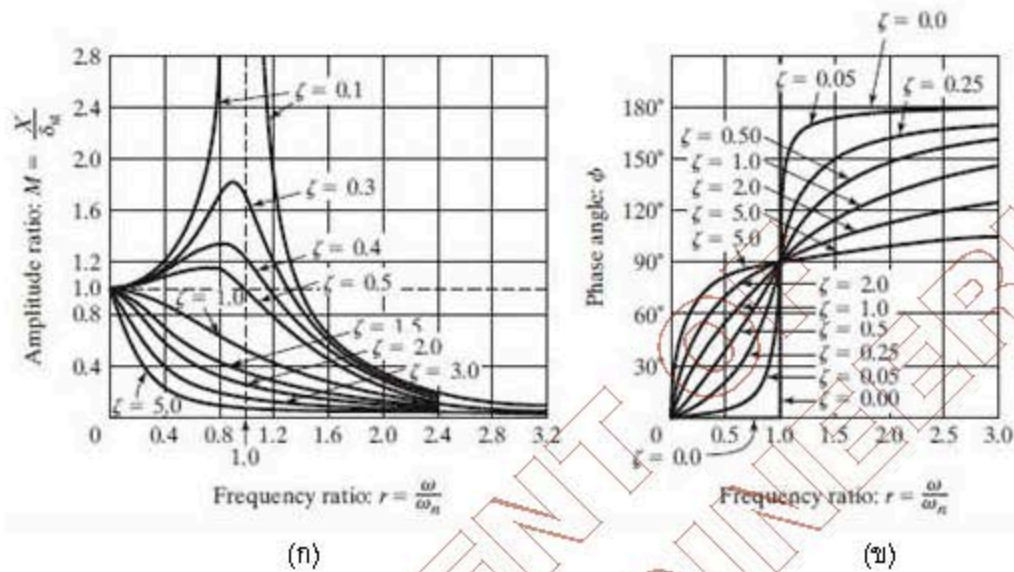 Amplitude ratio: M = X/δst
2.8
2.4
2.0
1.6
1.2
1.0
0.8
0.4
0
ζ = 0.1
ζ = 0.3
ζ = 0.4
ζ = 0.5
ζ = 1.0
ζ = 1.5
ζ = 2.0
ζ = 3.0
ζ = 5.0
0.4 0.8 1.2 1.6 2.0 2.4 2.8 3.2
1.0
Frequency ratio: r = ω/ωn
(ก)
Phase angle: ϕ
180°
150°
120°
90°
60°
30°
0
ζ = 0.0
ζ = 0.05
ζ = 0.25
ζ = 0.50
ζ = 1.0
ζ = 2.0
ζ = 5.0
ζ = 5.0
ζ = 2.0
ζ = 1.0
ζ = 0.5
ζ = 0.25
ζ = 0.05
ζ = 0.00
0.5 1.0 1.5 2.0 2.5 3.0
ζ = 0.0
Frequency ratio: r = ω/ωn
(ข)